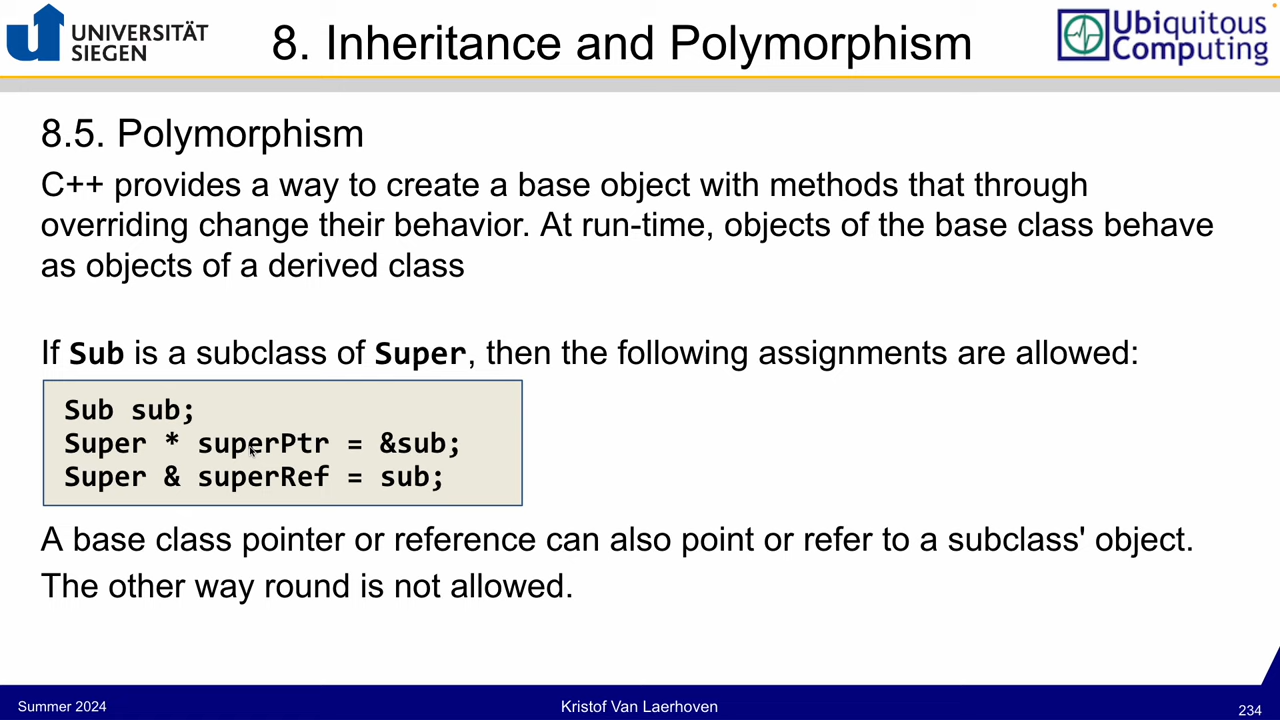 UNIVERSITÄT
SIEGEN
8. Inheritance and Polymorphism
Ubiquitous
Computing
8.5. Polymorphism
C++ provides a way to create a base object with methods that through
overriding change their behavior. At run-time, objects of the base class behave
as objects of a derived class
If Sub is a subclass of Super, then the following assignments are allowed:
Sub sub;
Super * superPtr = &sub;
Super & superRef = sub;
A base class pointer or reference can also point or refer to a subclass' object.
The other way round is not allowed.
Summer 2024
Kristof Van Laerhoven
234